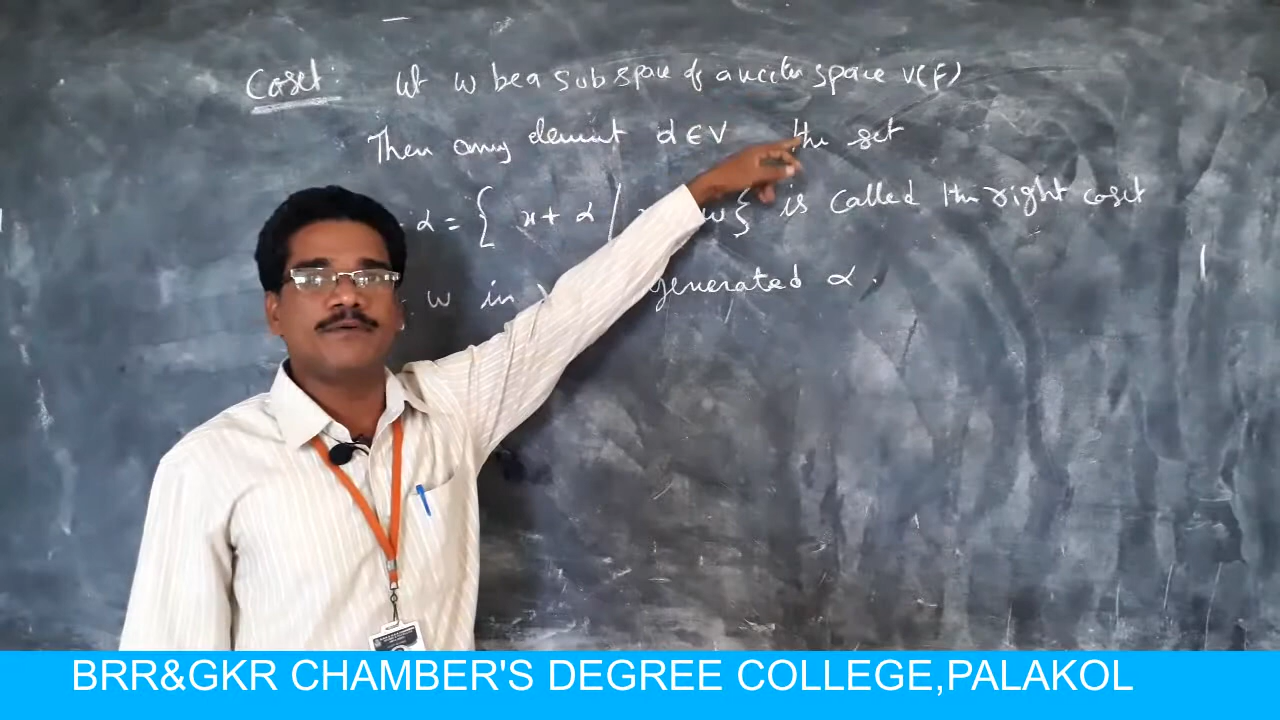 Coset: Let W be a subspace of a vector space V(F)
Then any element α ∈ V the set
α = { x + α / w } is called the right coset
w in generated α.
BRR&GKR CHAMBER'S DEGREE COLLEGE,PALAKOL